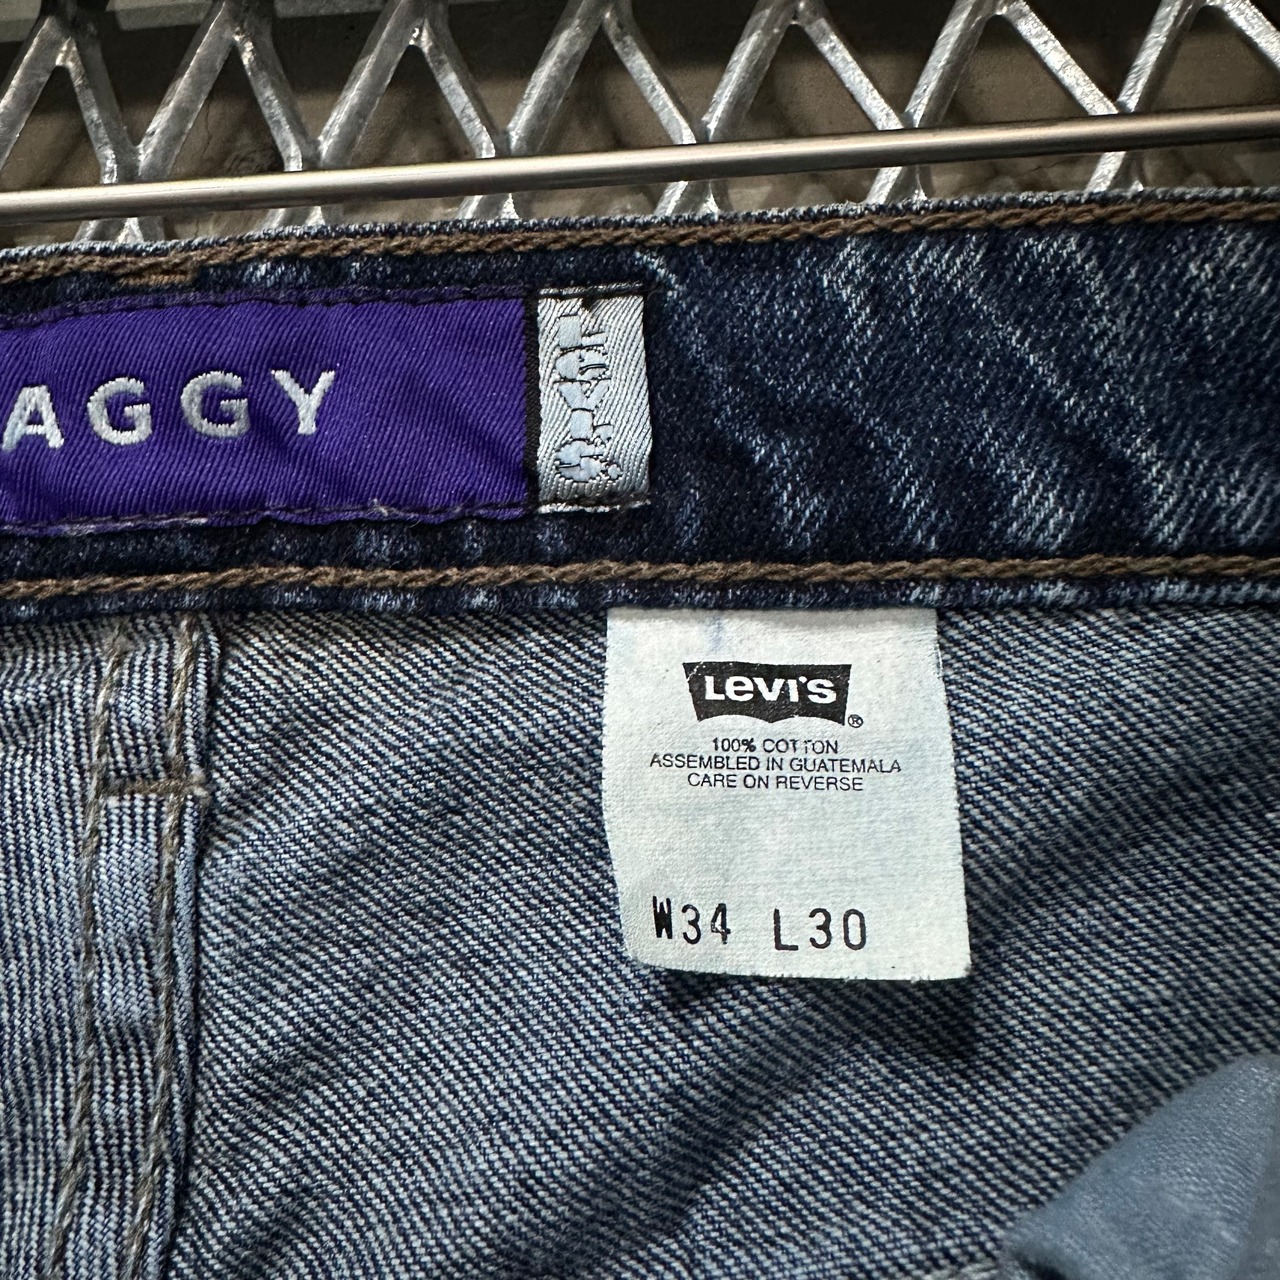 AGGY
LEVI'S ®
100% COTTON
ASSEMBLED IN GUATEMALA
CARE ON REVERSE
W34 L30